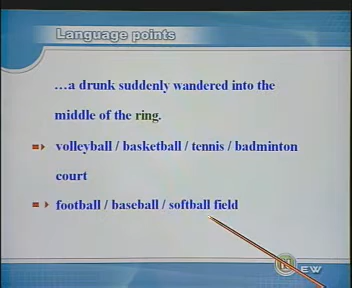 Language points
…a drunk suddenly wandered into the
middle of the ring.
volleyball / basketball / tennis / badminton
court
football / baseball / softball field
EW